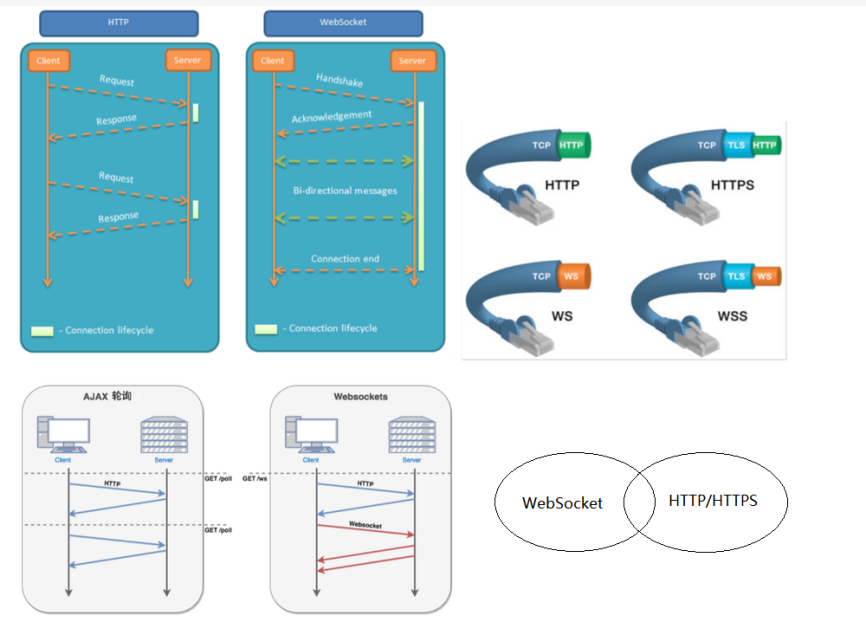 HTTP
Client
Server
Request
Response
Request
Response
- Connection lifecycle
WebSocket
Client
Server
Handshake
Acknowledgement
Bi-directional messages
Connection end
- Connection lifecycle
TCP HTTP
HTTP
TCP TLS HTTP
HTTPS
TCP WS
WS
TCP TLS WS
WSS
AJAX 轮询
Client
Server
HTTP
GET /poll
GET /poll
Websockets
Client
Server
GET /ws
HTTP
Websocket
WebSocket
HTTP/HTTPS